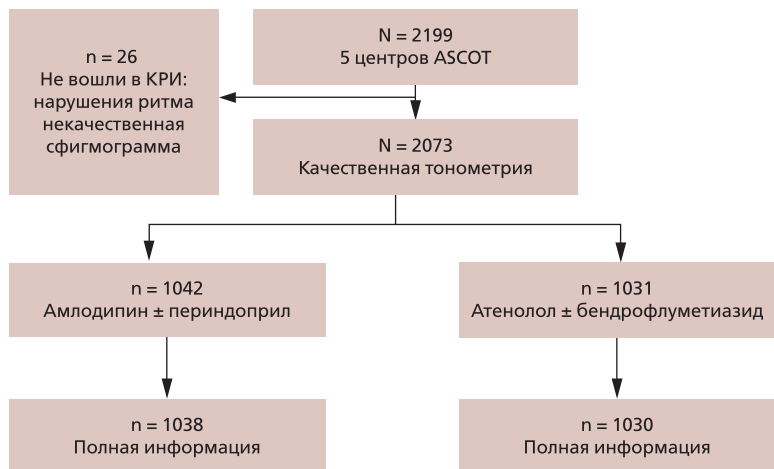 N = 2199
5 центров ASCOT
n = 26
Не вошли в КРИ:
нарушения ритма
некачественная
сфигмограмма
N = 2073
Качественная тонометрия
n = 1042
Амлодипин ± периндоприл
n = 1031
Атенолол ± бендрофлуметиазид
n = 1038
Полная информация
n = 1030
Полная информация